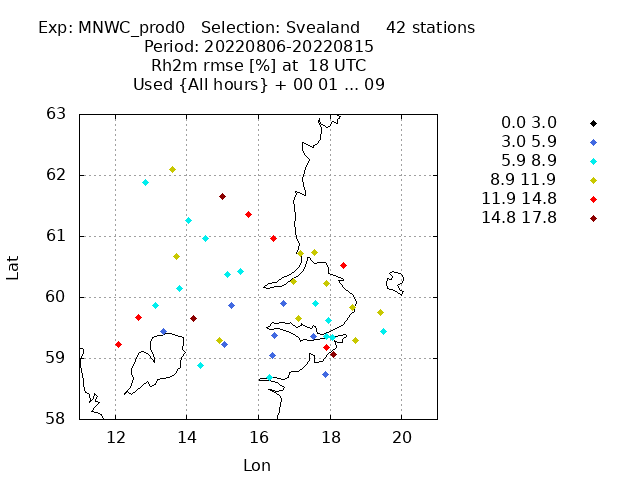 Exp: MNWC_prod0   Selection: Svealand     42 stations
Period: 20220806-20220815
Rh2m rmse [%] at  18 UTC
Used {All hours} + 00 01 ... 09
0.0 3.0
3.0 5.9
5.9 8.9
8.9 11.9
11.9 14.8
14.8 17.8
63
62
61
60
59
58
Lat
12 14 16 18 20
Lon